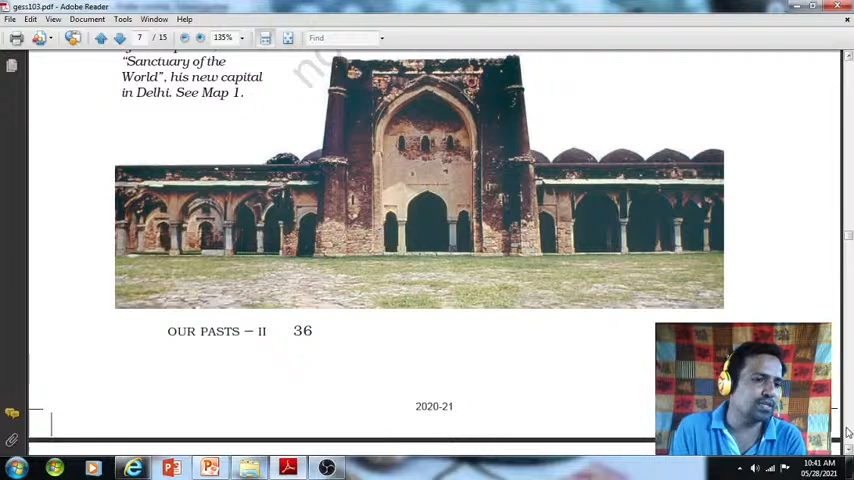 gess103.pdf - Adobe Reader
File Edit View Document Tools Window Help
7 / 15 135% Find
"Sanctuary of the
World", his new capital
in Delhi. See Map 1.
OUR PASTS – II 36
2020-21
10:41 AM
05/28/2021